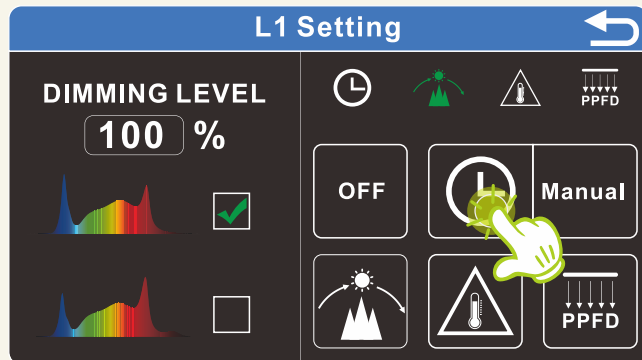 L1 Setting
DIMMING LEVEL
100 %
PPFD
OFF
Manual
PPFD